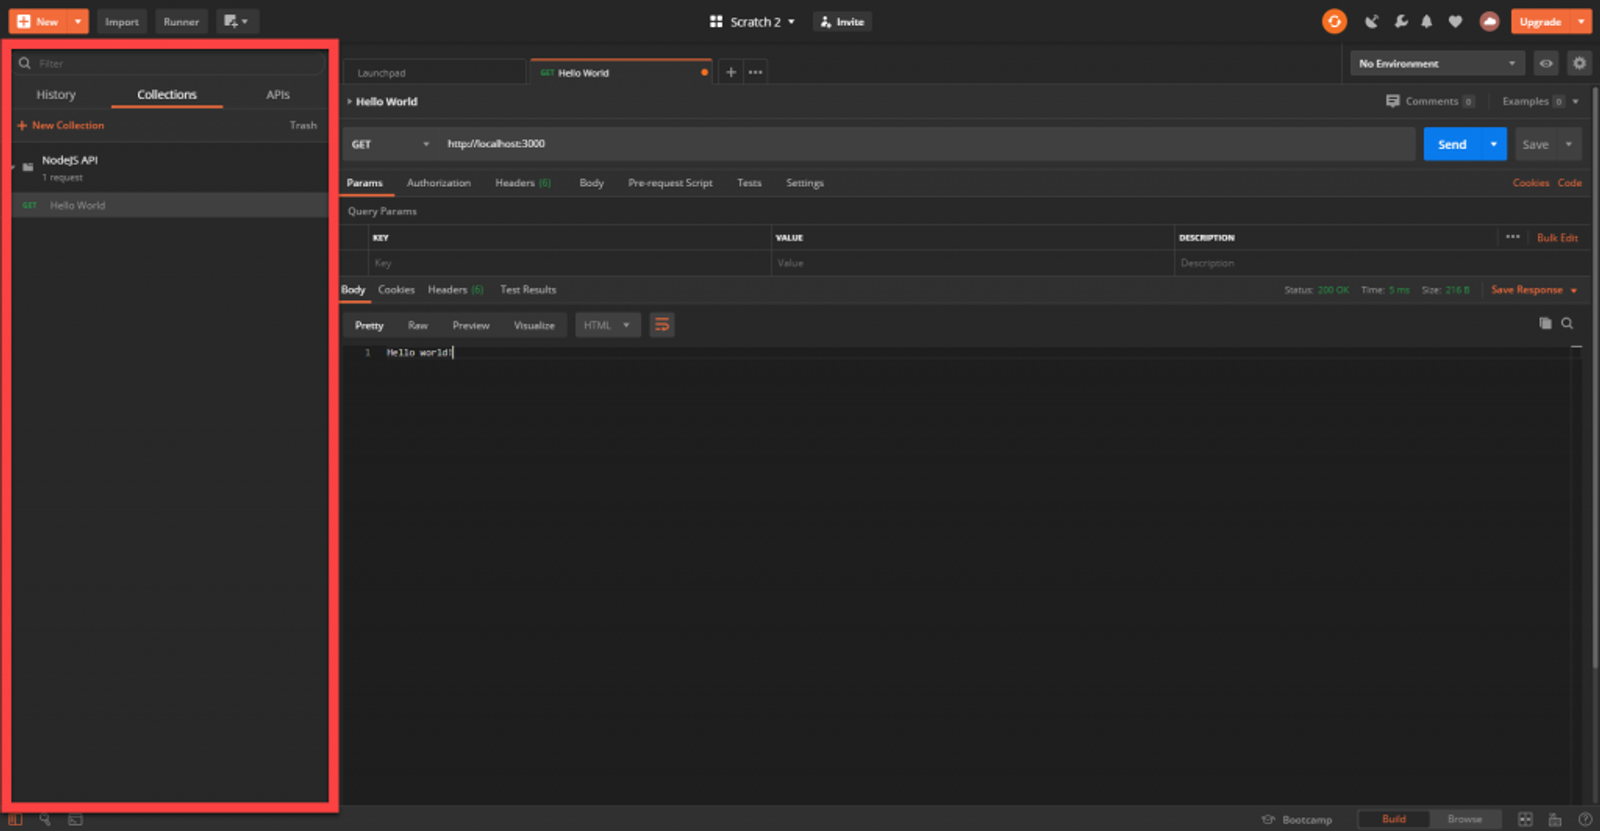 New Import Runner Scratch 2 Invite Upgrade
Filter
History Collections APIs
+ New Collection Trash
NodeJS API
1 request
GET Hello World
Launchpad GET Hello World + ••• No Environment
Hello World Comments 0 Examples 0
GET http://localhost:3000 Send Save
Params Authorization Headers (6) Body Pre-request Script Tests Settings Cookies Code
Query Params
KEY VALUE DESCRIPTION ••• Bulk Edit
Key Value Description
Body Cookies Headers (6) Test Results Status: 200 OK Time: 5 ms Size: 216 B Save Response
Pretty Raw Preview Visualize HTML
1 Hello world!
Bootcamp Build Browse